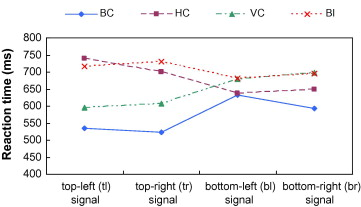 BC HC VC BI
Reaction time (ms)
800
750
700
650
600
550
500
450
400
top-left (tl) signal
top-right (tr) signal
bottom-left (bl) signal
bottom-right (br) signal